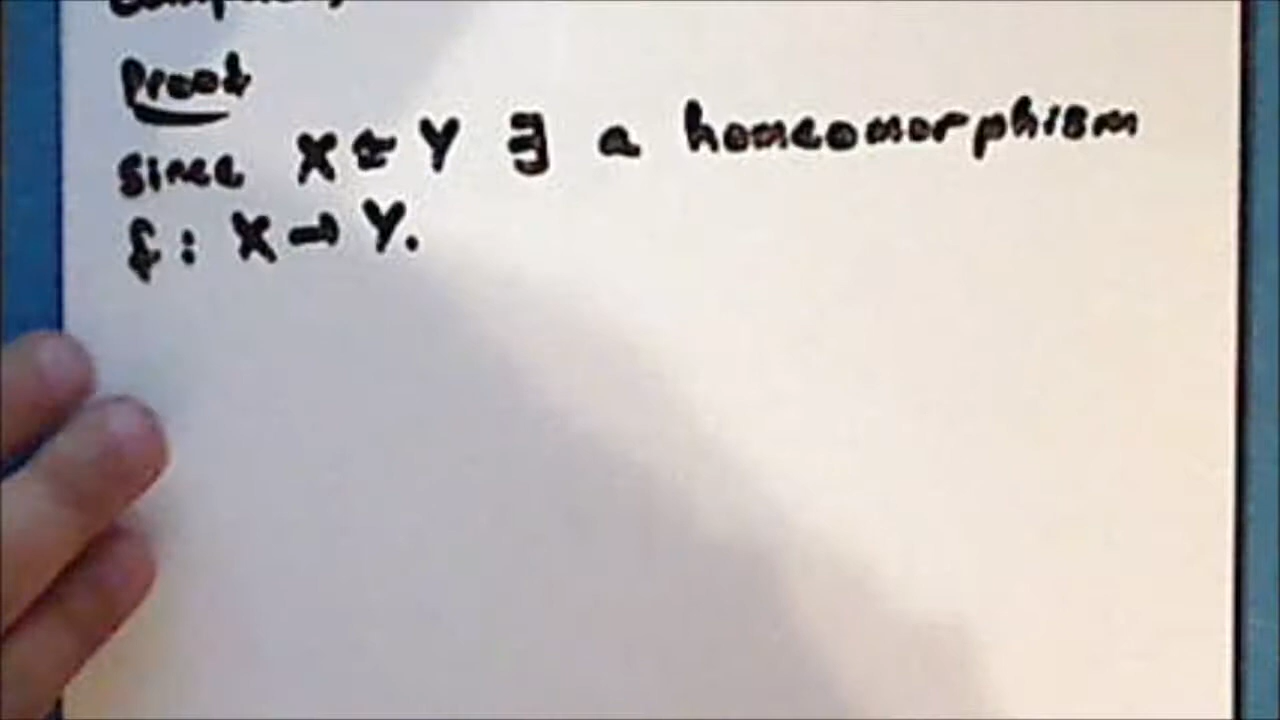 Proof
Since X ≅ Y ∃ a homeomorphism
f : X → Y.